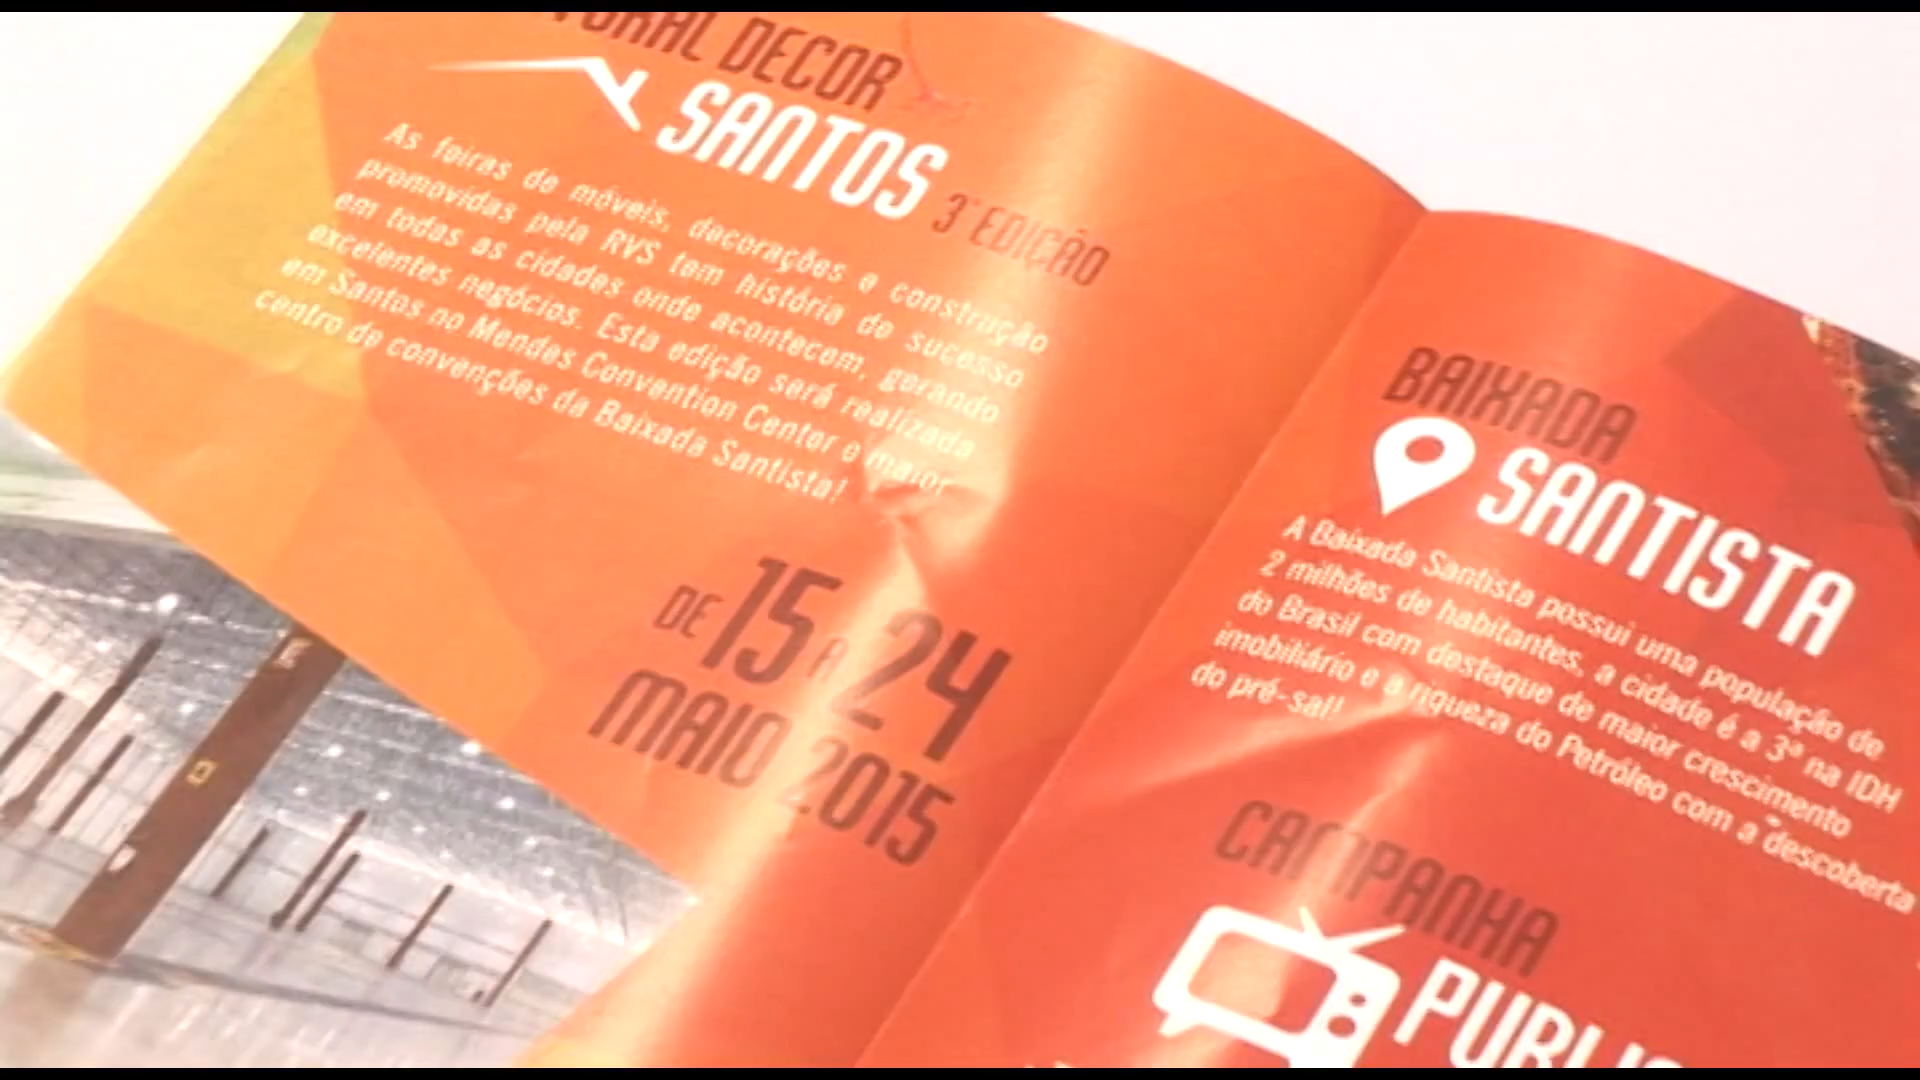 DECOR
SANTOS
3ª EDIÇÃO
As feiras de móveis, decorações e construção
promovidas pela RVS tem história de sucesso
em todas as cidades onde acontecem, gerando
excelentes negócios. Esta edição será realizada
em Santos no Mendes Convention Center o maior
centro de convenções da Baixada Santista!
DE 15 A 24
MAIO 2015
BAIXADA
SANTISTA
A Baixada Santista possui uma população de
2 milhões de habitantes, a cidade é a 3ª na IDH
do Brasil com destaque de maior crescimento
imobiliário e a riqueza do Petróleo com a descoberta
do pré-sal!
CAMPANHA